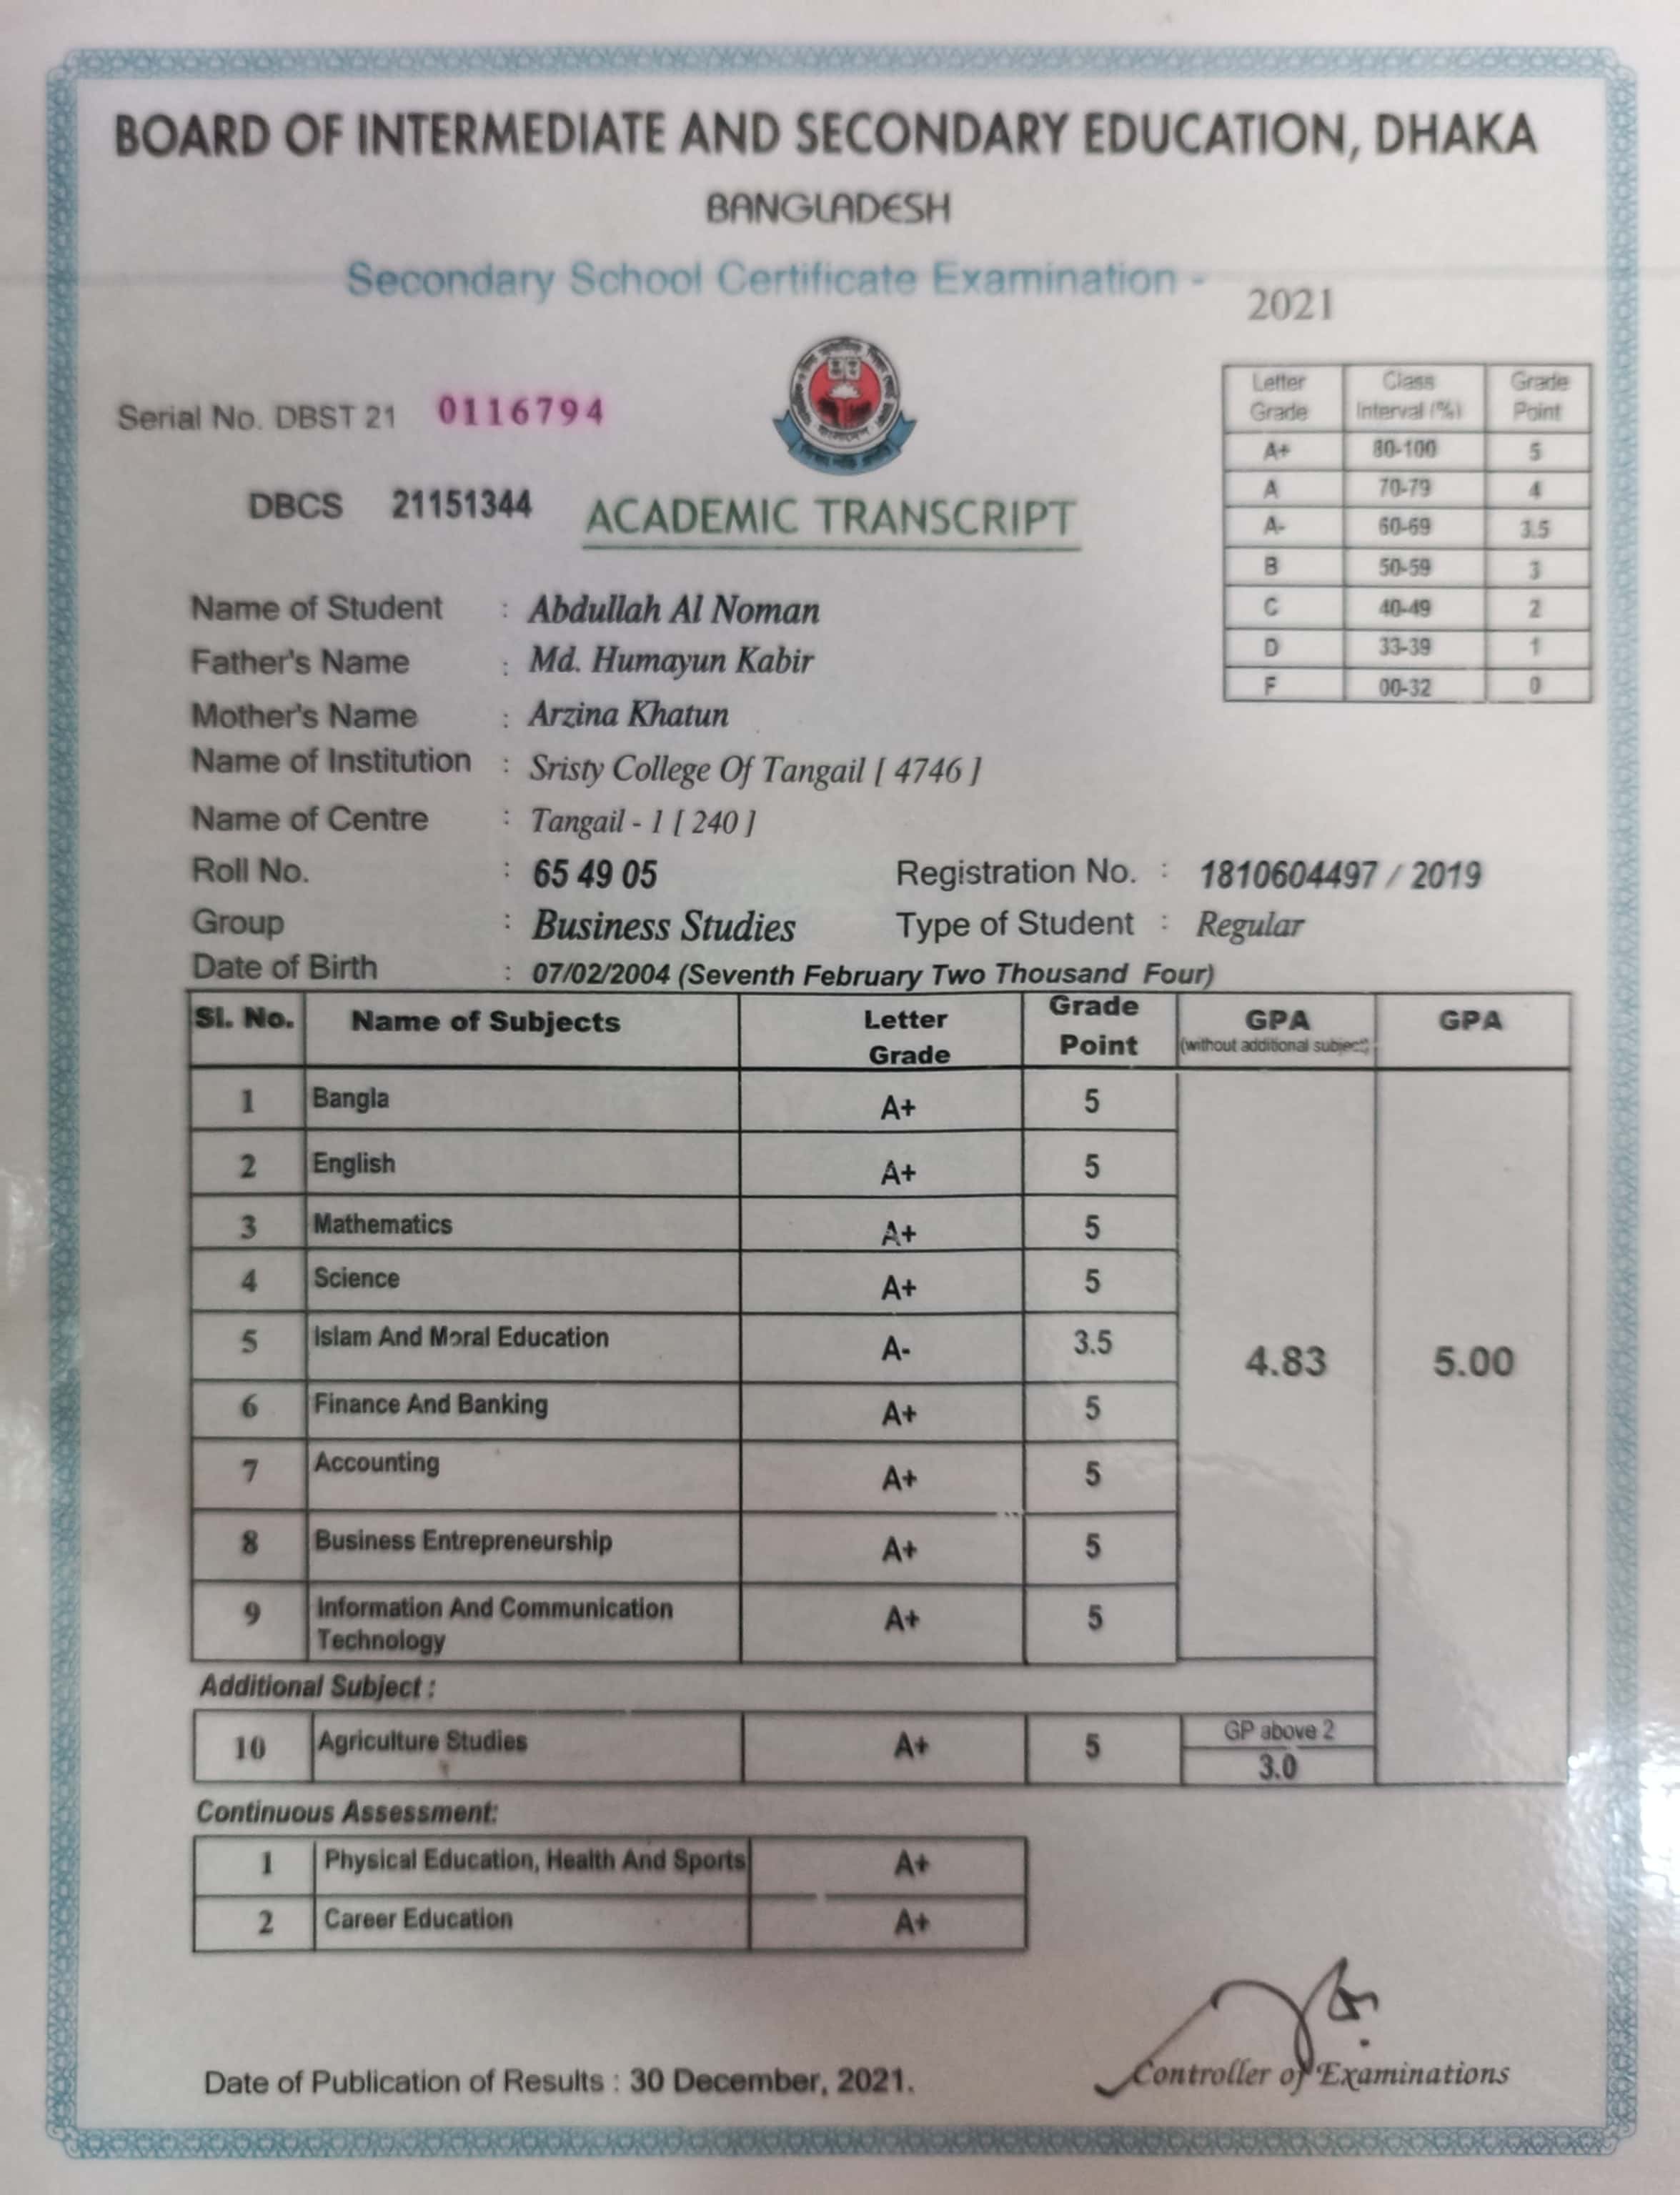 BOARD OF INTERMEDIATE AND SECONDARY EDUCATION, DHAKA
BANGLADESH
Secondary School Certificate Examination - 2021
Serial No. DBST 21 0116794
DBCS 21151344
ACADEMIC TRANSCRIPT
Letter Grade Class Interval (%) Grade Point
A+ 80-100 5
A 70-79 4
A- 60-69 3.5
B 50-59 3
C 40-49 2
D 33-39 1
F 00-32 0
Name of Student : Abdullah Al Noman
Father's Name : Md. Humayun Kabir
Mother's Name : Arzina Khatun
Name of Institution : Sristy College Of Tangail [ 4746 ]
Name of Centre : Tangail - 1 [ 240 ]
Roll No. : 65 49 05 Registration No. : 1810604497 / 2019
Group : Business Studies Type of Student : Regular
Date of Birth : 07/02/2004 (Seventh February Two Thousand Four)
Sl. No. Name of Subjects Letter Grade Grade Point GPA (without additional subject) GPA
1 Bangla A+ 5
2 English A+ 5
3 Mathematics A+ 5
4 Science A+ 5
5 Islam And Moral Education A- 3.5 4.83 5.00
6 Finance And Banking A+ 5
7 Accounting A+ 5
8 Business Entrepreneurship A+ 5
9 Information And Communication Technology A+ 5
Additional Subject :
10 Agriculture Studies A+ 5 GP above 2
3.0
Continuous Assessment:
1 Physical Education, Health And Sports A+
2 Career Education A+
Date of Publication of Results : 30 December, 2021.
Controller of Examinations